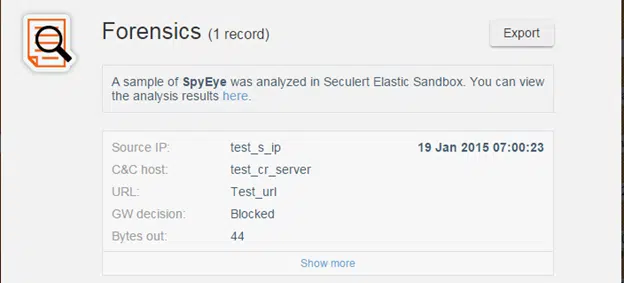 Forensics (1 record)
Export
A sample of SpyEye was analyzed in Seculert Elastic Sandbox. You can view
the analysis results here.
Source IP: test_s_ip 19 Jan 2015 07:00:23
C&C host: test_cr_server
URL: Test_url
GW decision: Blocked
Bytes out: 44
Show more